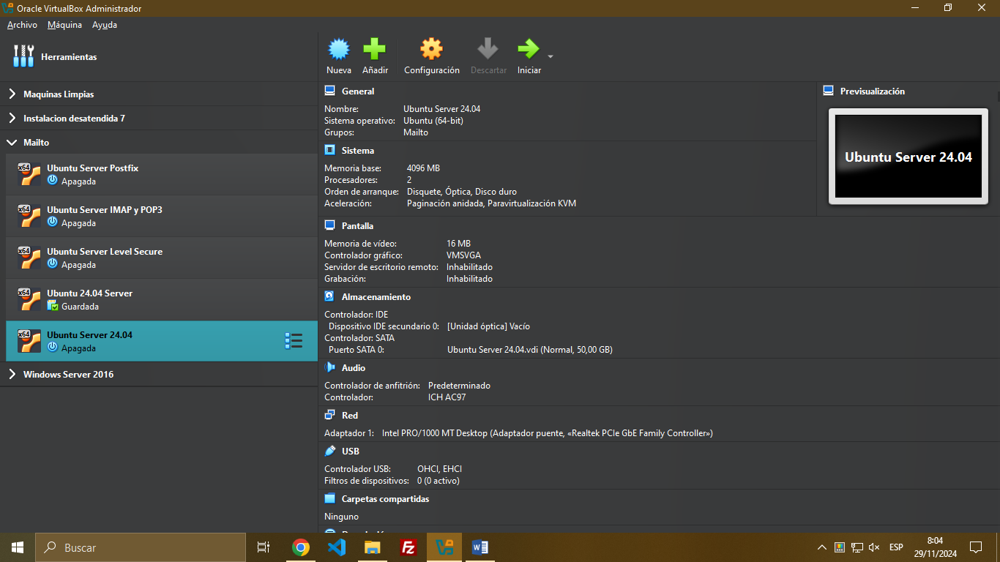 Oracle VirtualBox Administrador
Archivo Máquina Ayuda
Herramientas
Nueva Añadir Configuración Descartar Iniciar
Maquinas Limpias
Instalacion desatendida 7
Mailto
x64 Ubuntu Server Postfix
Apagada
x64 Ubuntu Server IMAP y POP3
Apagada
x64 Ubuntu Server Level Secure
Apagada
x64 Ubuntu 24.04 Server
Guardada
x64 Ubuntu Server 24.04
Apagada
Windows Server 2016
General
Nombre: Ubuntu Server 24.04
Sistema operativo: Ubuntu (64-bit)
Grupos: Mailto
Sistema
Memoria base: 4096 MB
Procesadores: 2
Orden de arranque: Disquete, Óptica, Disco duro
Aceleración: Paginación anidada, Paravirtualización KVM
Previsualización
Ubuntu Server 24.04
Pantalla
Memoria de vídeo: 16 MB
Controlador gráfico: VMSVGA
Servidor de escritorio remoto: Inhabilitado
Grabación: Inhabilitado
Almacenamiento
Controlador: IDE
Dispositivo IDE secundario 0: [Unidad óptica] Vacío
Controlador: SATA
Puerto SATA 0: Ubuntu Server 24.04.vdi (Normal, 50,00 GB)
Audio
Controlador de anfitrión: Predeterminado
Controlador: ICH AC97
Red
Adaptador 1: Intel PRO/1000 MT Desktop (Adaptador puente, «Realtek PCIe GbE Family Controller»)
USB
Controlador USB: OHCI, EHCI
Filtros de dispositivos: 0 (0 activo)
Carpetas compartidas
Ninguno
Buscar
ESP
8:04
29/11/2024